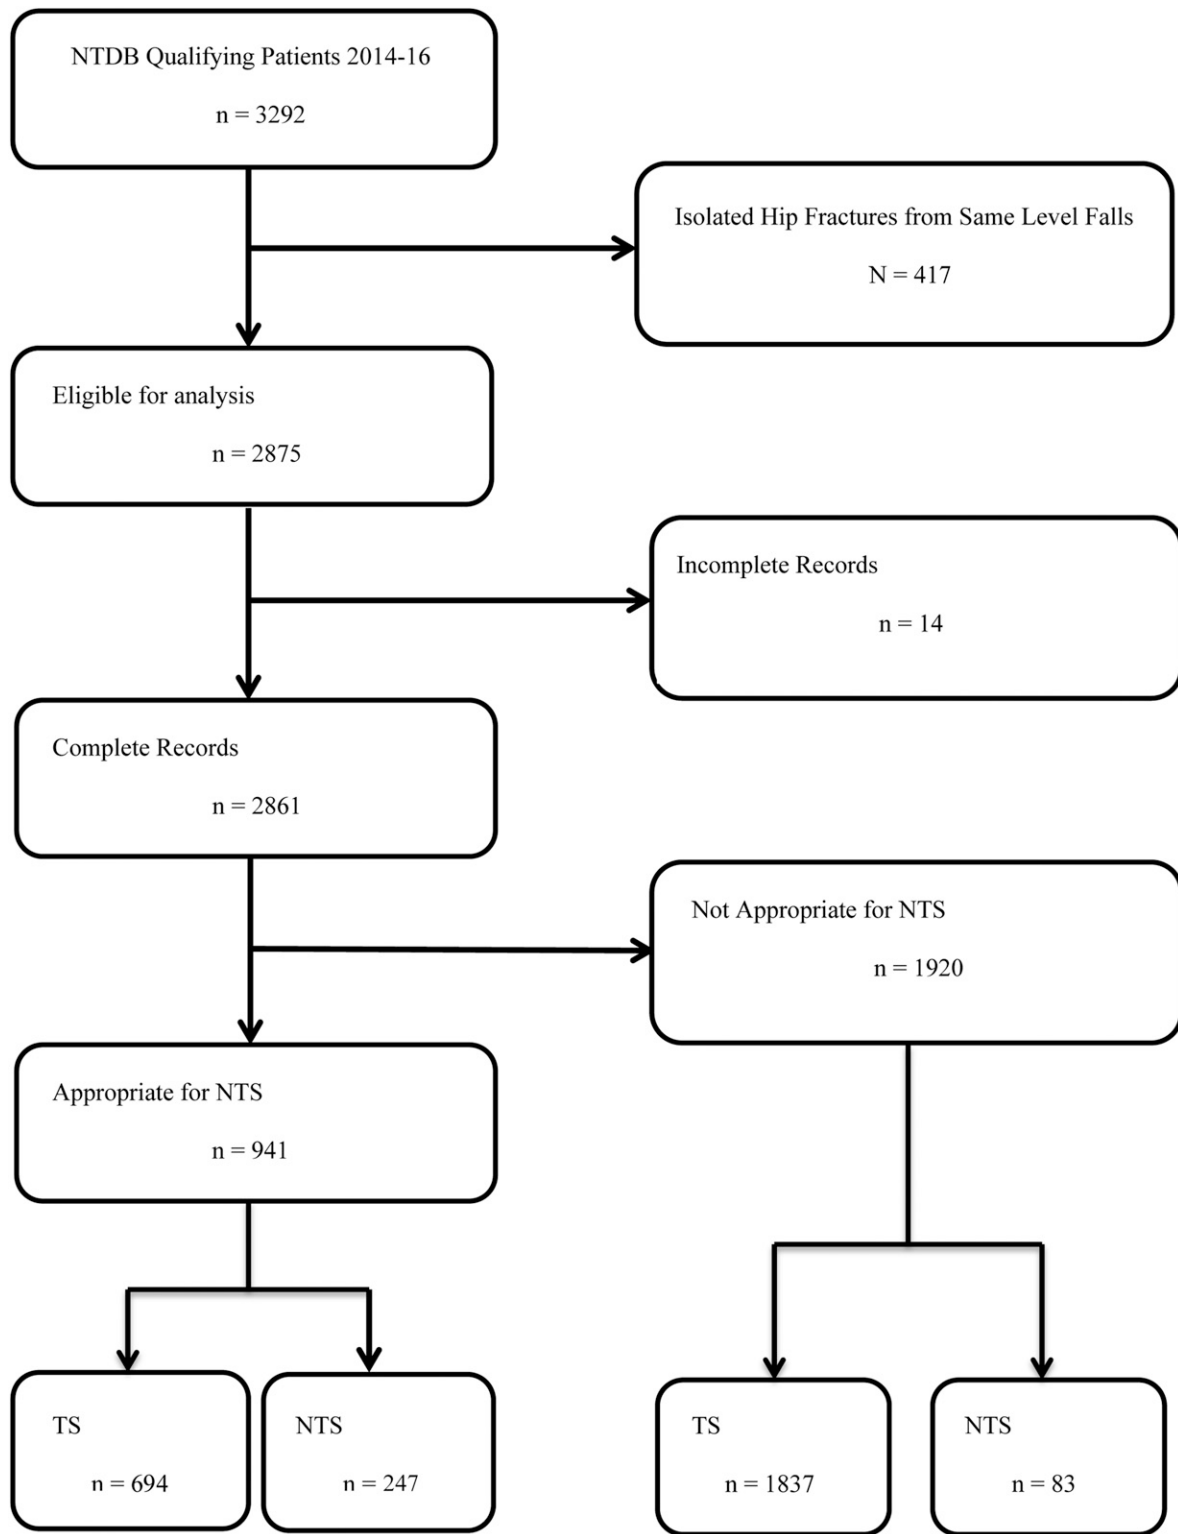 NTDB Qualifying Patients 2014-16
n = 3292
Isolated Hip Fractures from Same Level Falls
N = 417
Eligible for analysis
n = 2875
Incomplete Records
n = 14
Complete Records
n = 2861
Not Appropriate for NTS
n = 1920
Appropriate for NTS
n = 941
TS
n = 694
NTS
n = 247
TS
n = 1837
NTS
n = 83